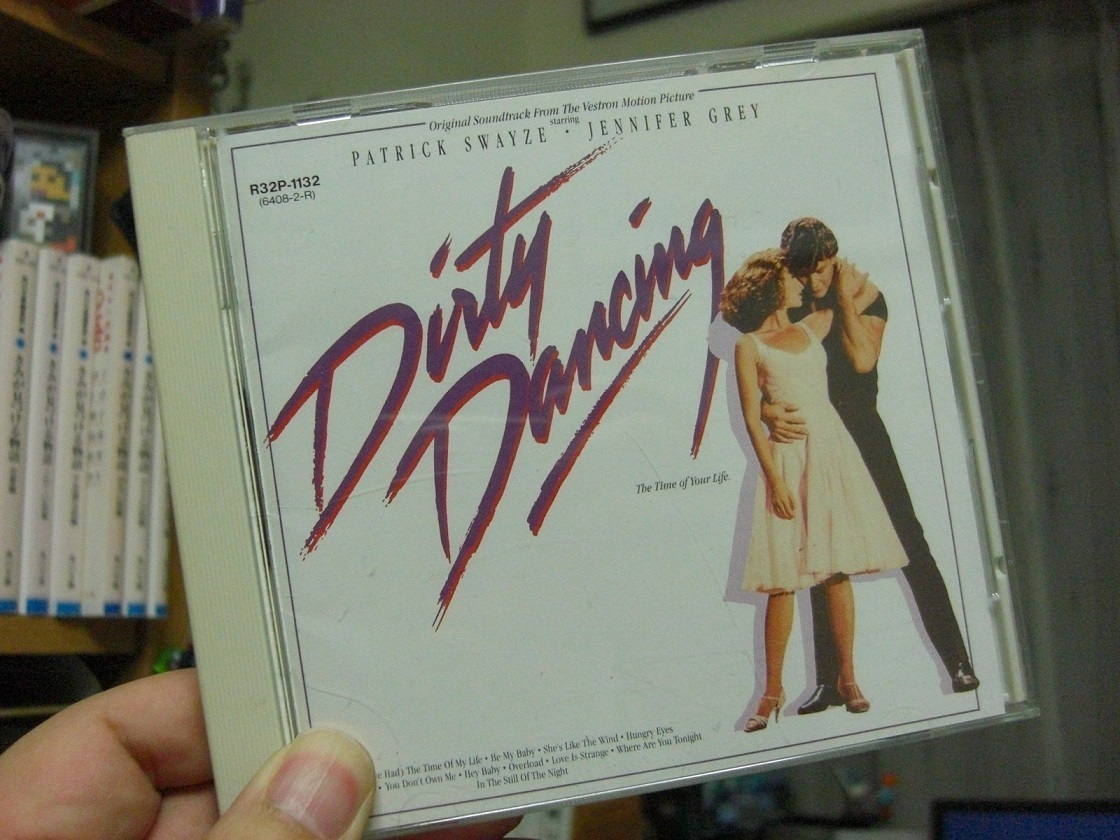 Original Soundtrack From The Vestron Motion Picture
starring
PATRICK SWAYZE • JENNIFER GREY
R32P-1132
(6408-2-R)
Dirty
Dancing
The Time of Your Life.
e Had) The Time Of My Life • Be My Baby • She's Like The Wind • Hungry Eyes
• You Don't Own Me • Hey Baby • Overload • Love Is Strange • Where Are You Tonight
In The Still Of The Night